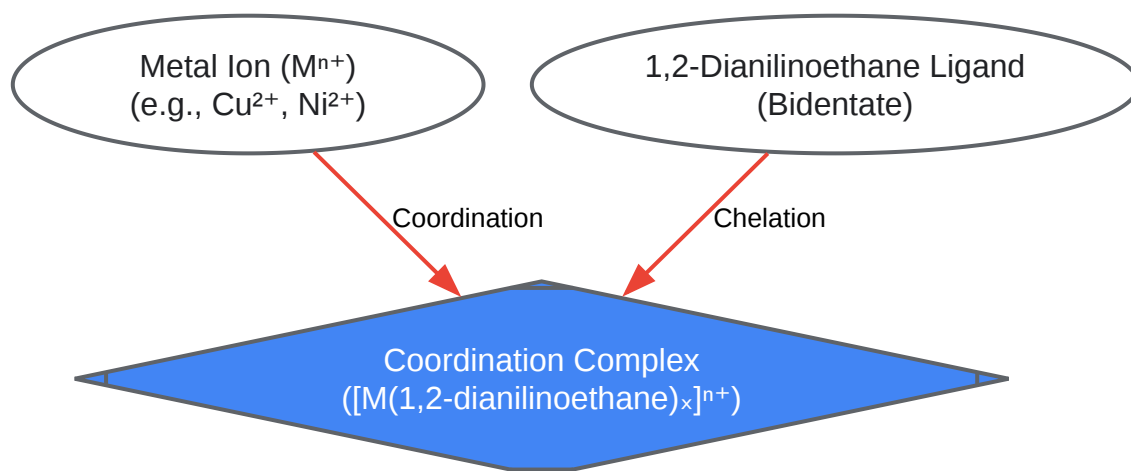 Metal Ion (Mⁿ⁺)
(e.g., Cu²⁺, Ni²⁺)
1,2-Dianilinoethane Ligand
(Bidentate)
Coordination
Chelation
Coordination Complex
([M(1,2-dianilinoethane)ₓ]ⁿ⁺)